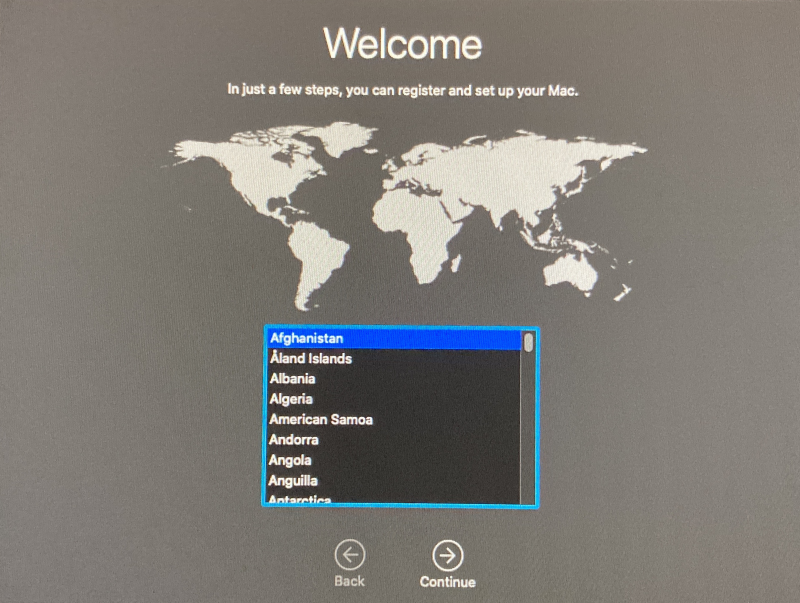 Welcome
In just a few steps, you can register and set up your Mac.
Afghanistan
Åland Islands
Albania
Algeria
American Samoa
Andorra
Angola
Anguilla
Antarctica
Back
Continue